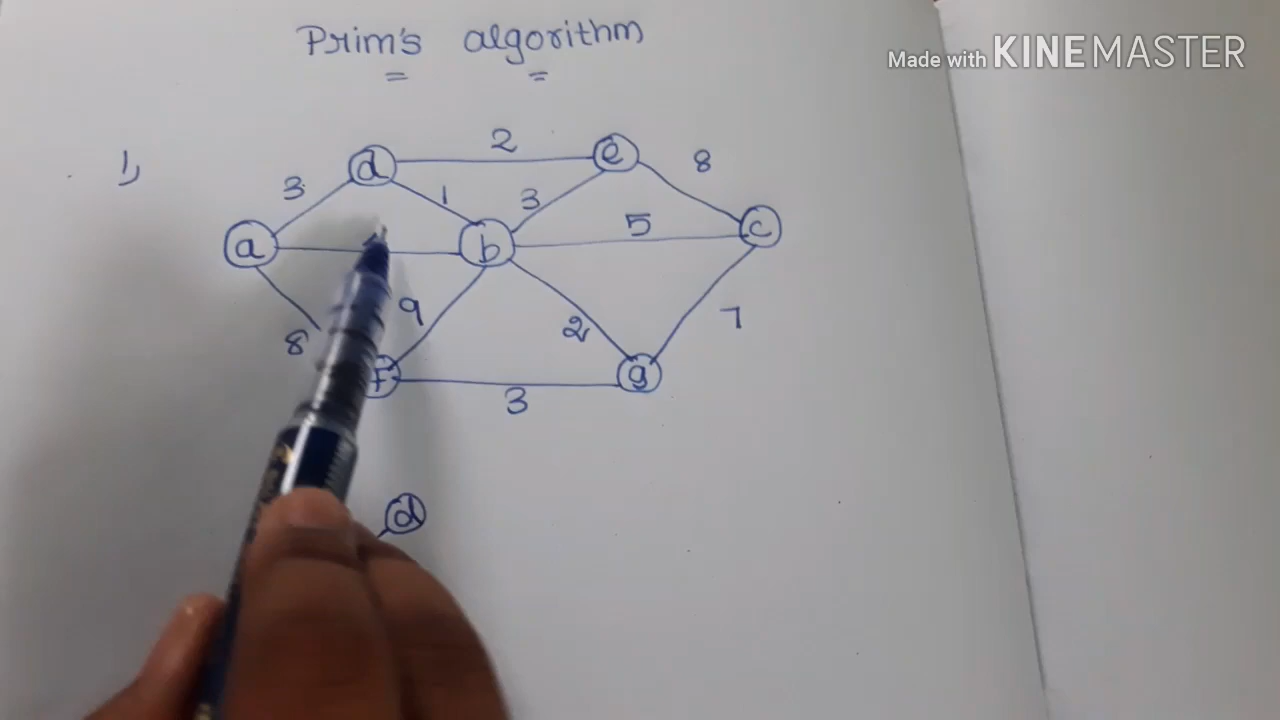 Prim's algorithm
Made with KINEMASTER
1)
d 2 e 8
3 1 3
a b 5 c
8 9 2 7
f 3 g
d